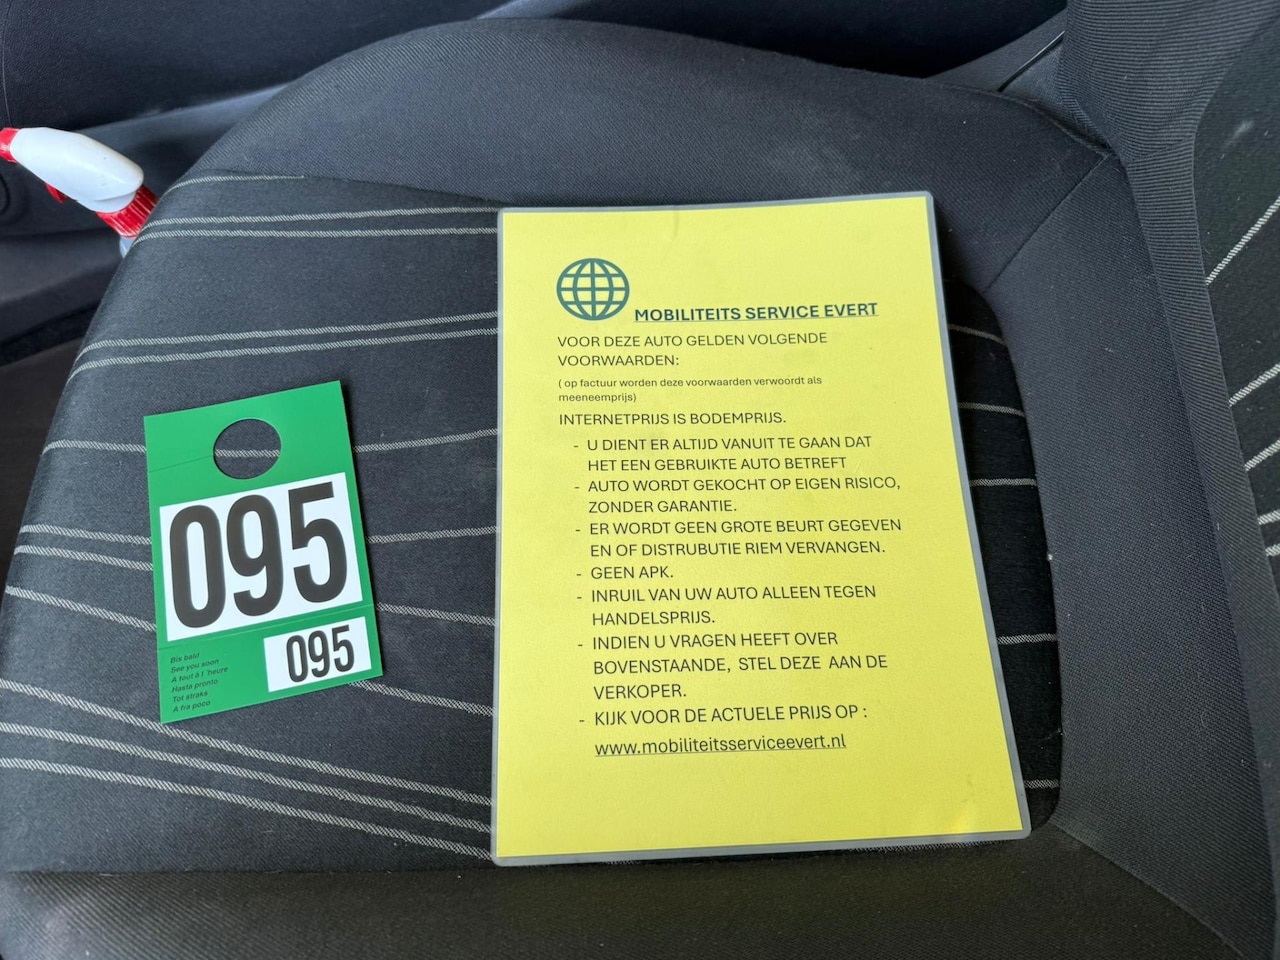 095
095
Bis bald
See you soon
A tout à l 'heure
Hasta pronto
Tot straks
A fra poco
MOBILITEITS SERVICE EVERT
VOOR DEZE AUTO GELDEN VOLGENDE
VOORWAARDEN:
( op factuur worden deze voorwaarden verwoordt als
meeneemprijs)
INTERNETPRIJS IS BODEMPRIJS.
- U DIENT ER ALTIJD VANUIT TE GAAN DAT
HET EEN GEBRUIKTE AUTO BETREFT
- AUTO WORDT GEKOCHT OP EIGEN RISICO,
ZONDER GARANTIE.
- ER WORDT GEEN GROTE BEURT GEGEVEN
EN OF DISTRUBUTIE RIEM VERVANGEN.
- GEEN APK.
- INRUIL VAN UW AUTO ALLEEN TEGEN
HANDELSPRIJS.
- INDIEN U VRAGEN HEEFT OVER
BOVENSTAANDE, STEL DEZE AAN DE
VERKOPER.
- KIJK VOOR DE ACTUELE PRIJS OP :
www.mobiliteitsserviceevert.nl